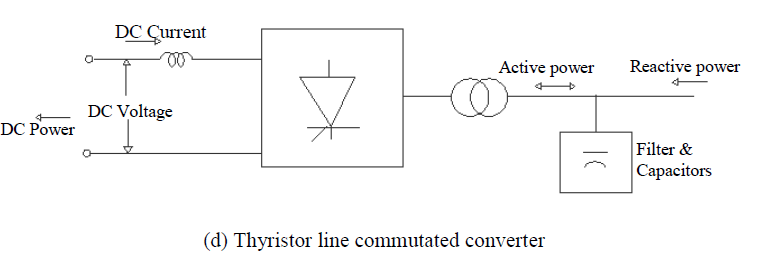 DC Current
Active power
Reactive power
DC Voltage
DC Power
Filter &
Capacitors
(d) Thyristor line commutated converter